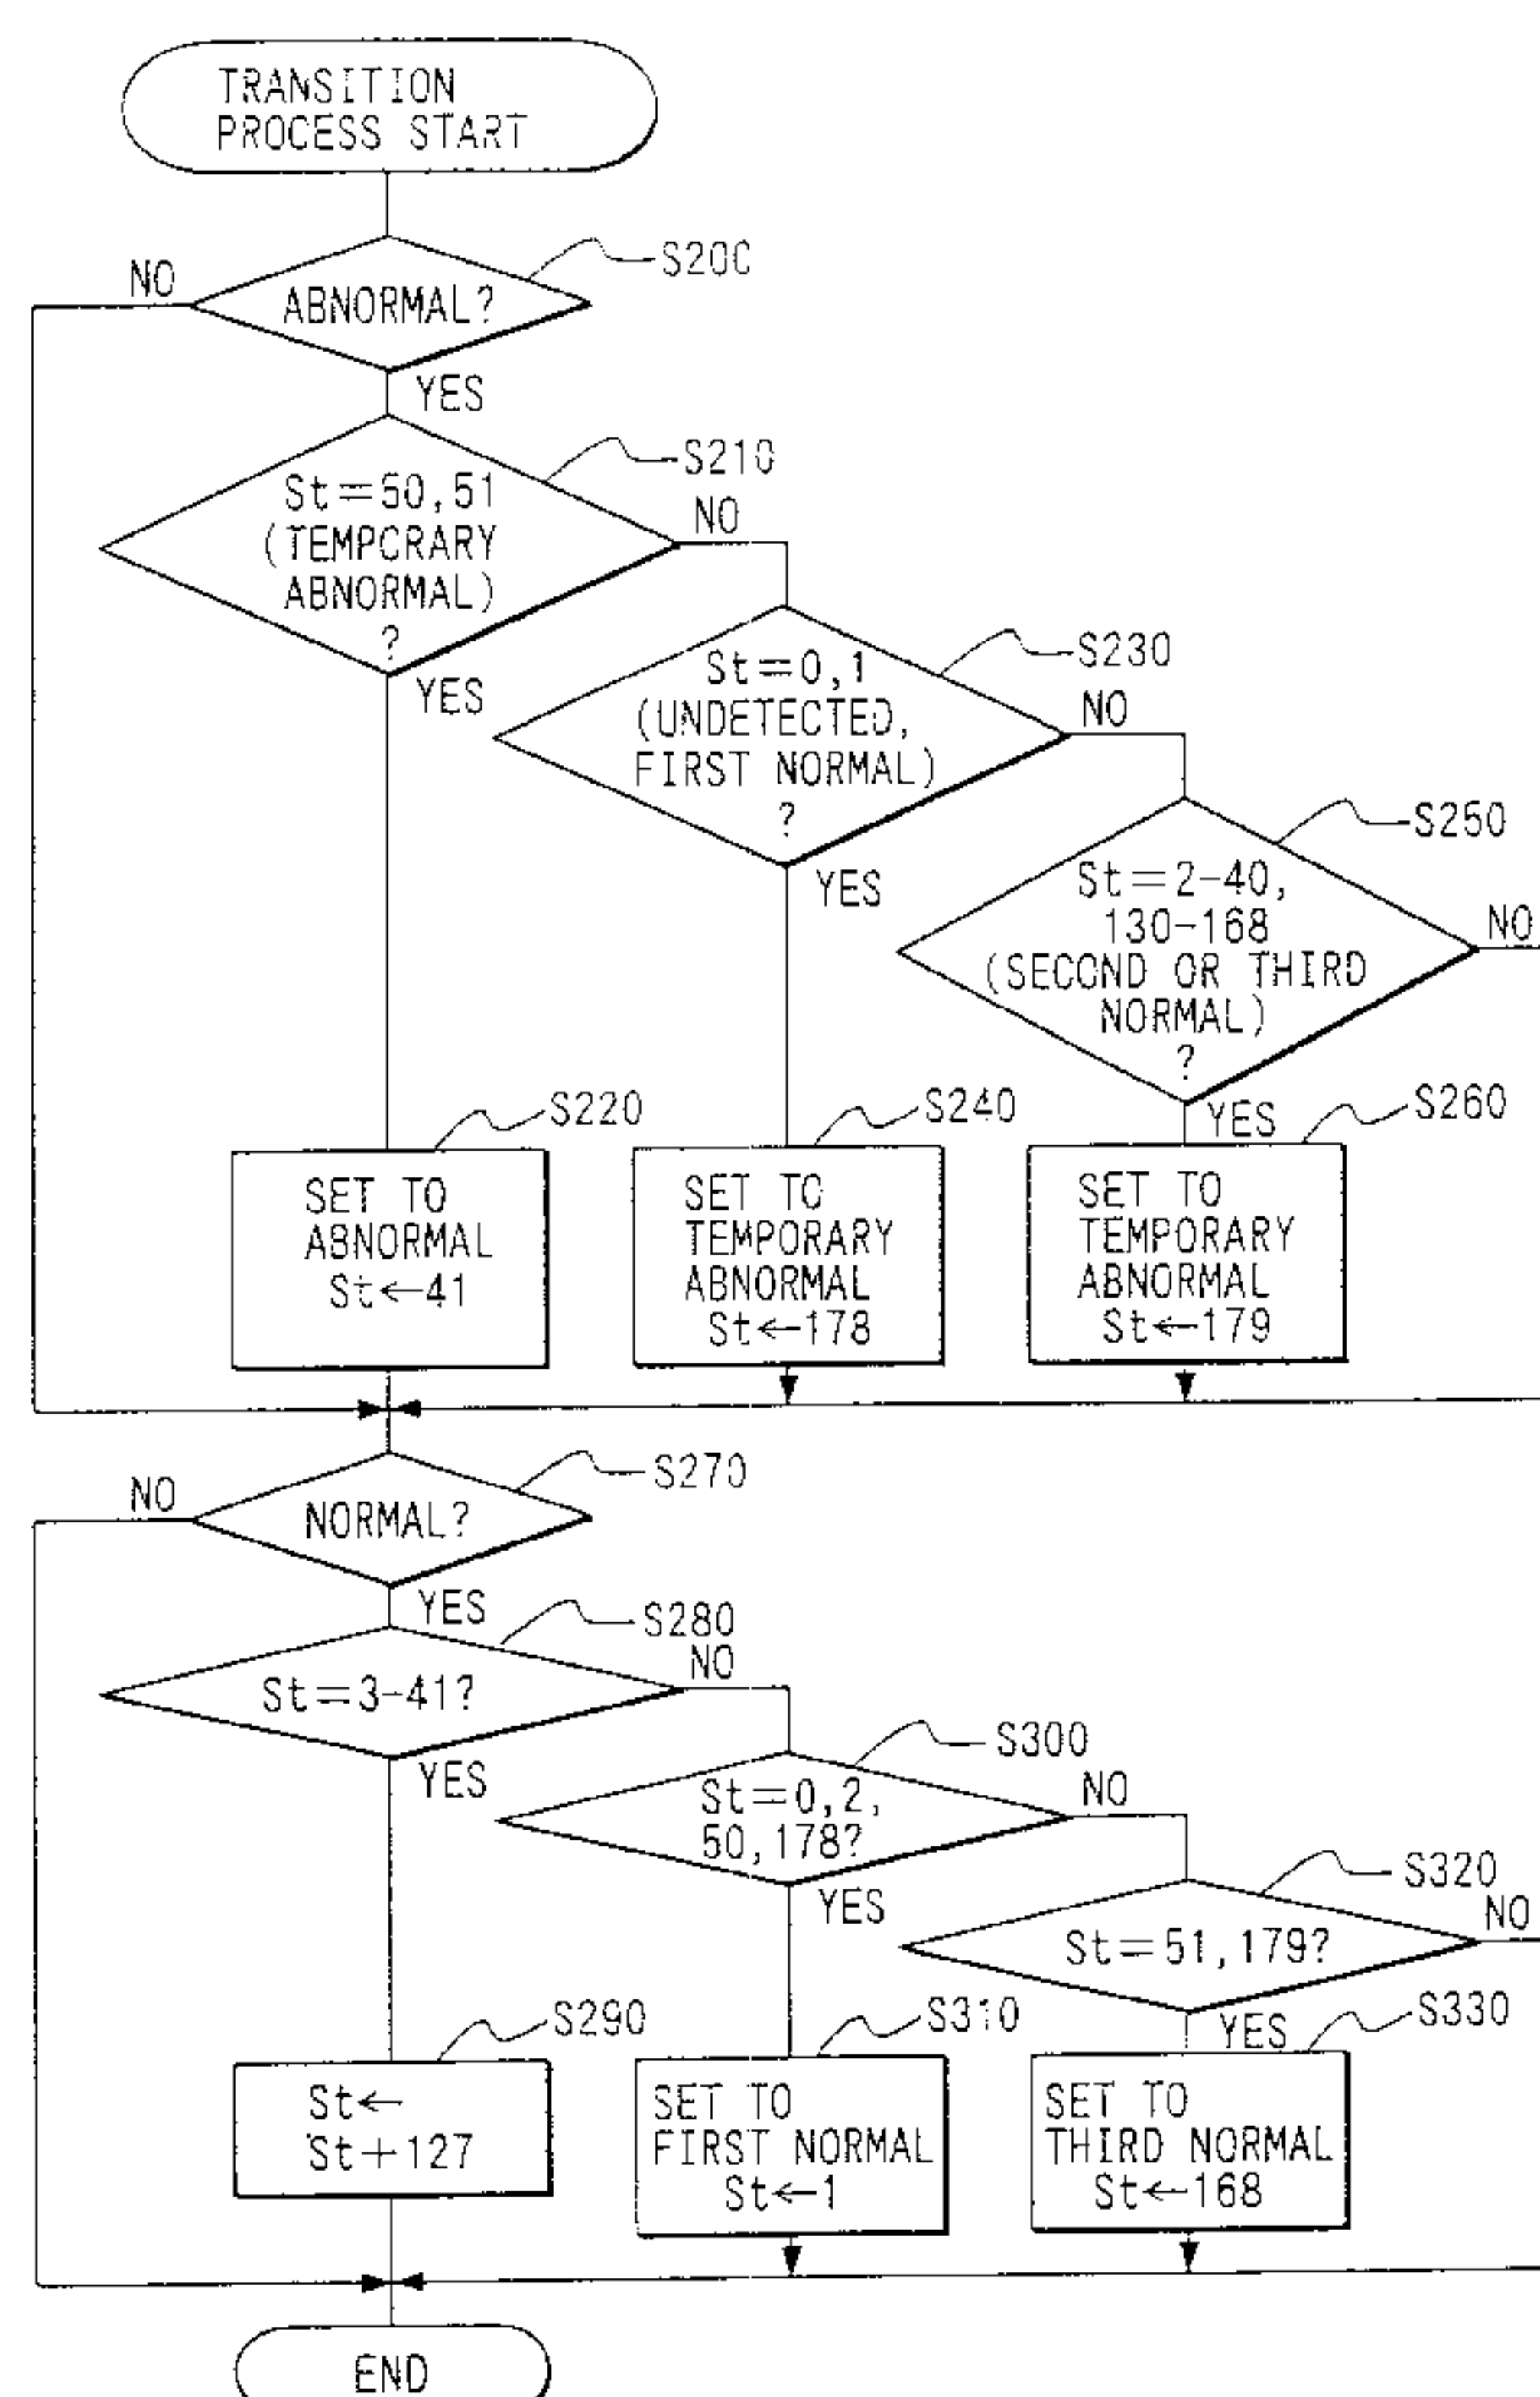 TRANSITION
PROCESS START
S200
NO
ABNORMAL?
YES
S210
St=50,51
(TEMPORARY
ABNORMAL)
?
NO
YES
S230
St=0,1
(UNDETECTED,
FIRST NORMAL)
?
NO
YES
S250
St=2-40,
130-168
(SECOND OR THIRD
NORMAL)
?
NO
YES
S220
SET TO
ABNORMAL
St←41
S240
SET TO
TEMPORARY
ABNORMAL
St←178
S260
SET TO
TEMPORARY
ABNORMAL
St←179
S270
NO
NORMAL?
YES
S280
St=3-41?
NO
YES
S300
St=0,2,
50,178?
NO
YES
S320
St=51,179?
NO
YES
S290
St←
St+127
S310
SET TO
FIRST NORMAL
St←1
S330
SET TO
THIRD NORMAL
St←168
END